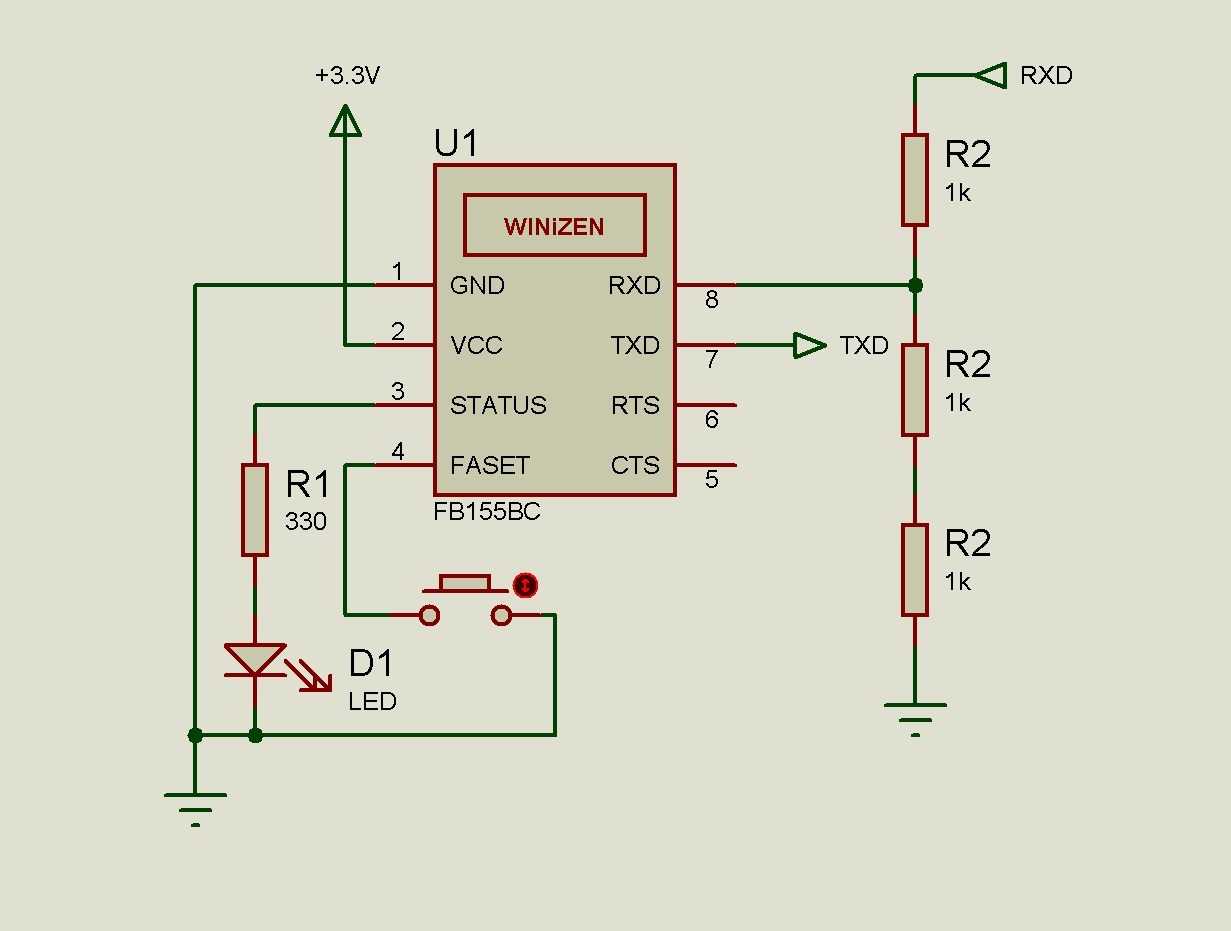 +3.3V
RXD
U1
R2
1k
WINiZEN
1
GND
RXD
8
2
VCC
TXD
7
TXD
R2
1k
3
STATUS
RTS
6
4
FASET
CTS
5
R1
330
FB155BC
R2
1k
D1
LED